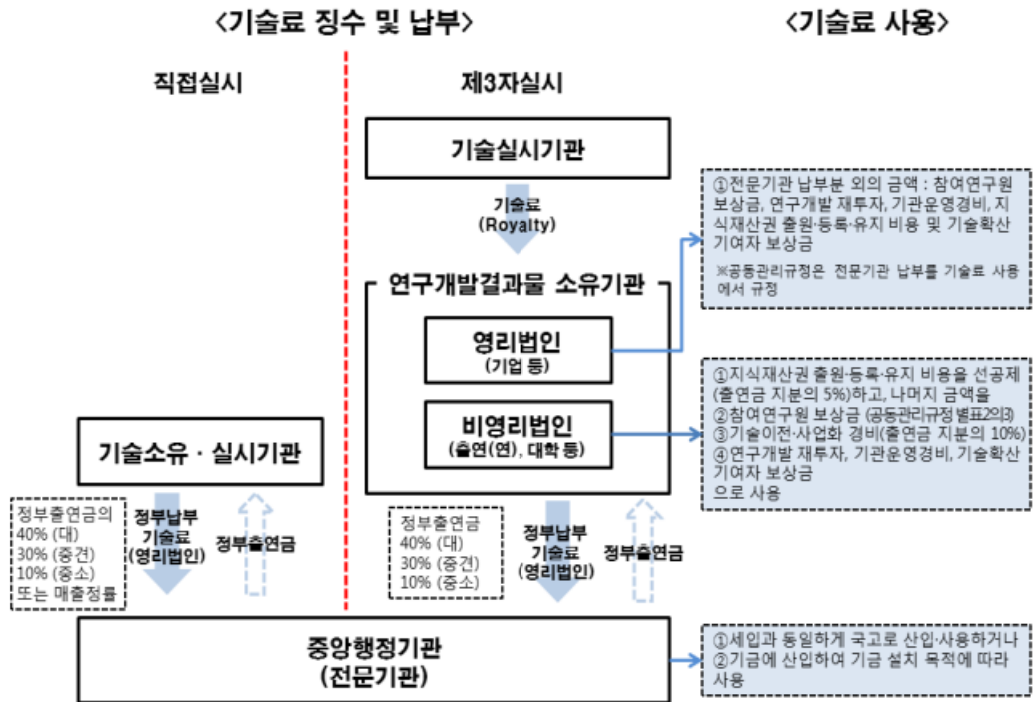 <기술료 징수 및 납부>
<기술료 사용>
직접실시
제3자실시
기술실시기관
기술료
(Royalty)
연구개발결과물 소유기관
영리법인
(기업 등)
비영리법인
(출연(연), 대학 등)
기술소유 · 실시기관
정부출연금의
40% (대)
30% (중견)
10% (중소)
또는 매출정률
정부납부
기술료
(영리법인)
정부출연금
정부출연금
40% (대)
30% (중견)
10% (중소)
정부납부
기술료
(영리법인)
정부출연금
중앙행정기관
(전문기관)
①전문기관 납부분 외의 금액 : 참여연구원
보상금, 연구개발 재투자, 기관운영경비, 지
식재산권 출원·등록·유지 비용 및 기술확산
기여자 보상금
※공동관리규정은 전문기관 납부를 기술료 사용
에서 규정
①지식재산권 출원·등록·유지 비용을 선공제
(출연금 지분의 5%)하고, 나머지 금액을
②참여연구원 보상금 (공동관리규정 별표2의3)
③기술이전·사업화 경비(출연금 지분의 10%)
④연구개발 재투자, 기관운영경비, 기술확산
기여자 보상금
으로 사용
①세입과 동일하게 국고로 산입·사용하거나
②기금에 산입하여 기금 설치 목적에 따라
사용